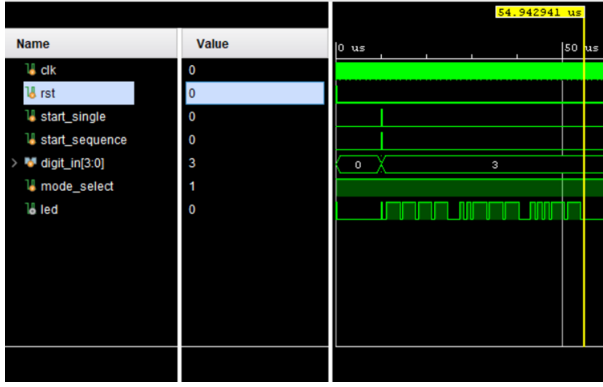 54.942941 us
Name Value 0 us 50 us
clk 0
rst 0
start_single 0
start_sequence 0
digit_in[3:0] 3 0 3
mode_select 1
led 0